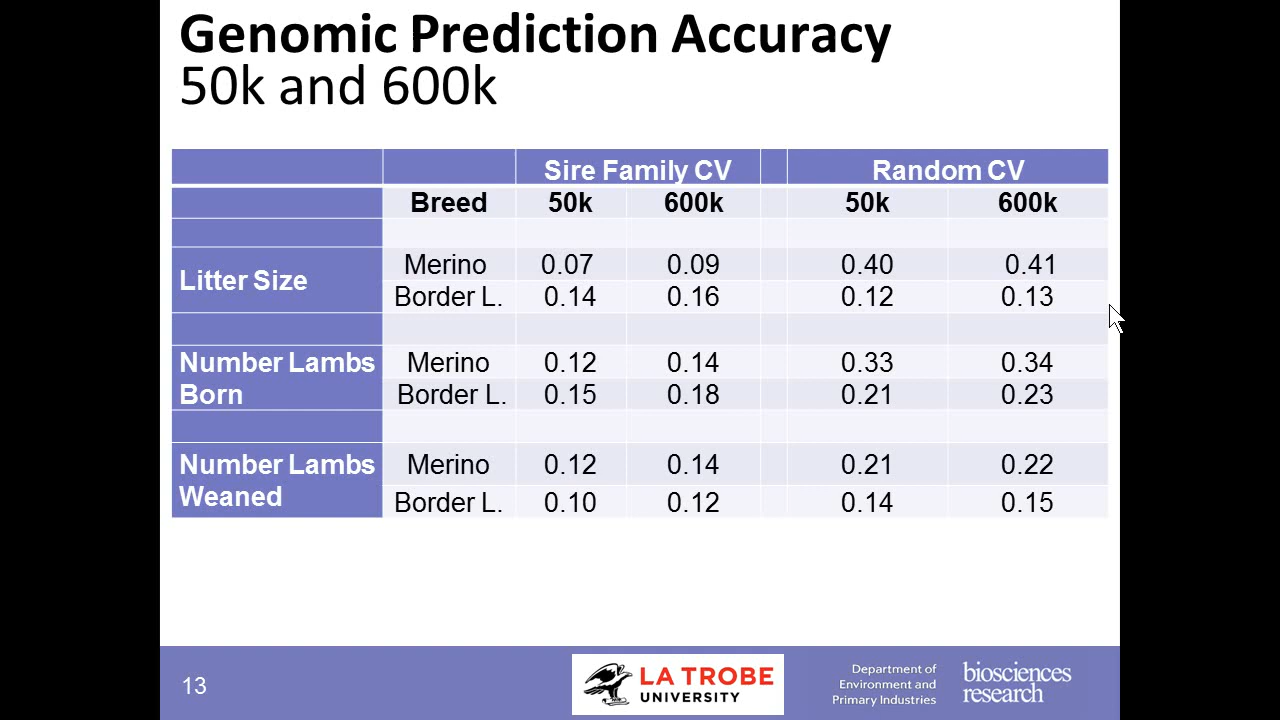 Genomic Prediction Accuracy
50k and 600k
Sire Family CV Random CV
Breed 50k 600k 50k 600k
Litter Size
Merino 0.07 0.09 0.40 0.41
Border L. 0.14 0.16 0.12 0.13
Number Lambs
Born
Merino 0.12 0.14 0.33 0.34
Border L. 0.15 0.18 0.21 0.23
Number Lambs
Weaned
Merino 0.12 0.14 0.21 0.22
Border L. 0.10 0.12 0.14 0.15
13
LA TROBE
UNIVERSITY
Department of
Environment and
Primary Industries
biosciences
research